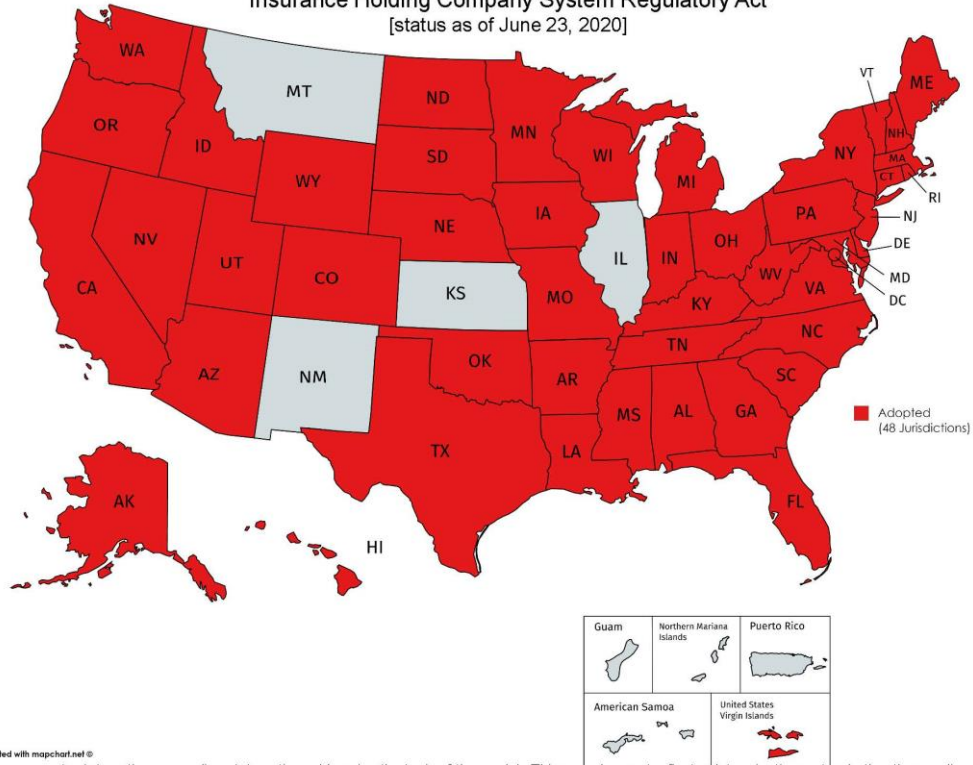 Insurance Holding Company System Regulatory Act
[status as of June 23, 2020]
WA
MT
ND
MN
VT
ME
OR
ID
SD
WI
NH
NY
MA
WY
MI
CT
RI
NE
IA
PA
NJ
NV
OH
DE
UT
IL
IN
CA
CO
WV
MD
KS
MO
VA
DC
KY
NC
TN
AZ
NM
OK
AR
SC
MS
AL
GA
Adopted
(48 Jurisdictions)
TX
LA
AK
FL
HI
Guam
Northern Mariana
Islands
Puerto Rico
American Samoa
United States
Virgin Islands
ted with mapchart.net ©